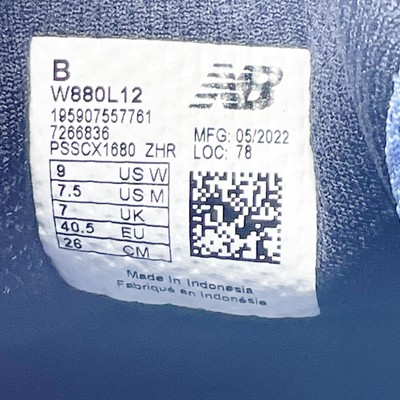 B
W880L12
195907557761
7266836
PSSCX1680 ZHR
NB
MFG: 05/2022
LOC: 78
9 US W
7.5 US M
7 UK
40.5 EU
26 CM
Made in Indonesia
Fabriqué en Indonésie